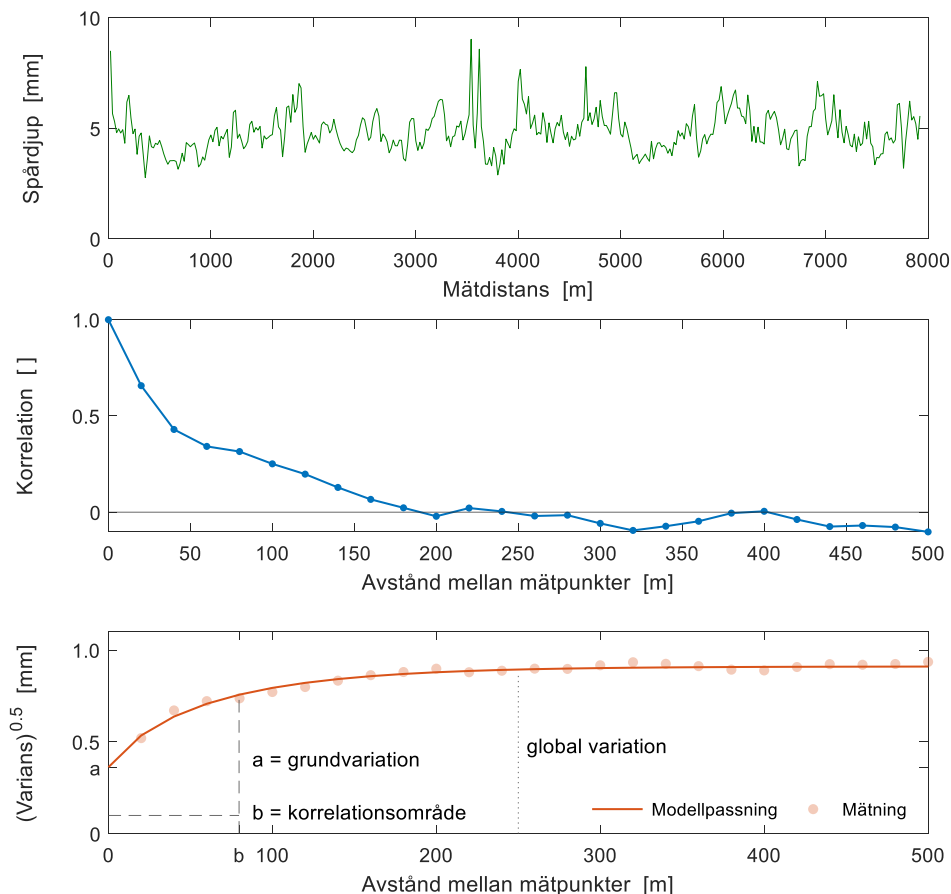 10
5
0
Spårdjup [mm]
0 1000 2000 3000 4000 5000 6000 7000 8000
Mätdistans [m]
1.0
0.5
0
Korrelation [ ]
0 50 100 150 200 250 300 350 400 450 500
Avstånd mellan mätpunkter [m]
1.0
0.5
a
0
(Varians)^0.5 [mm]
global variation
a = grundvariation
b = korrelationsområde
Modellpassning
Mätning
0 b 100 200 300 400 500
Avstånd mellan mätpunkter [m]